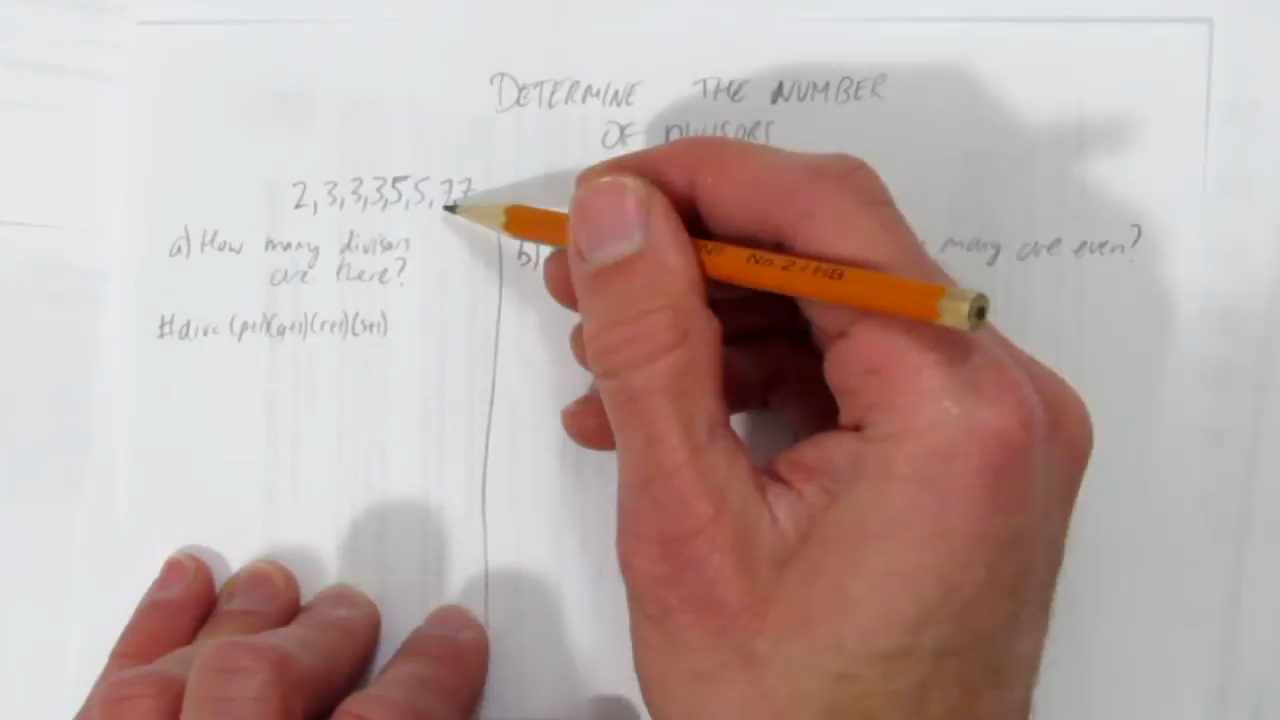 DETERMINE THE NUMBER
OF DIVISORS
2,3,3,3,5,5,7,7
a) How many divisors
are there?
#div=(p+1)(q+1)(r+1)(s+1)
b)
many are even?
No 2/HB